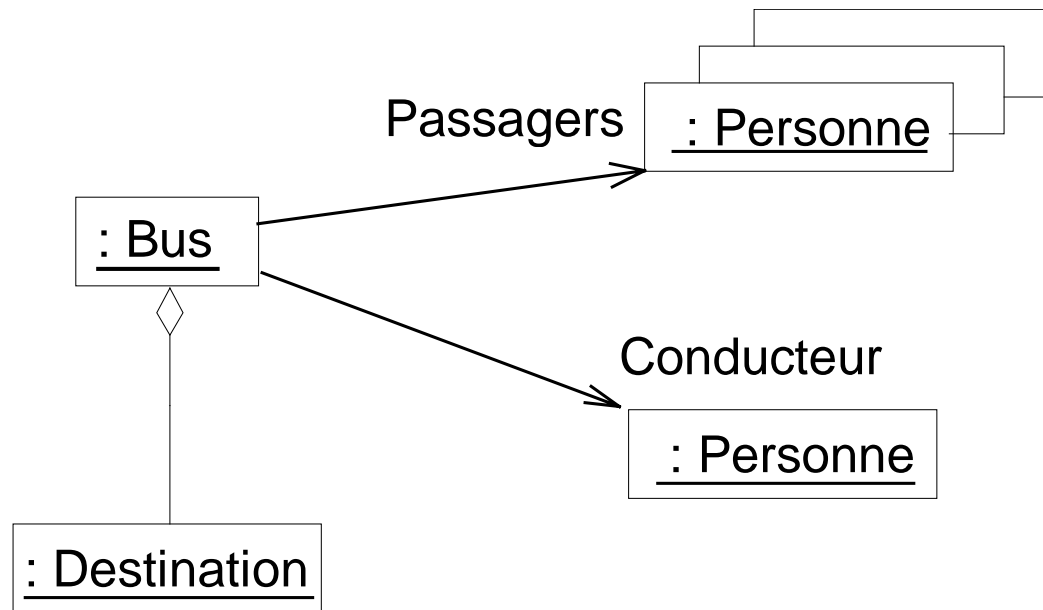 Passagers
: Personne
: Bus
Conducteur
: Personne
: Destination